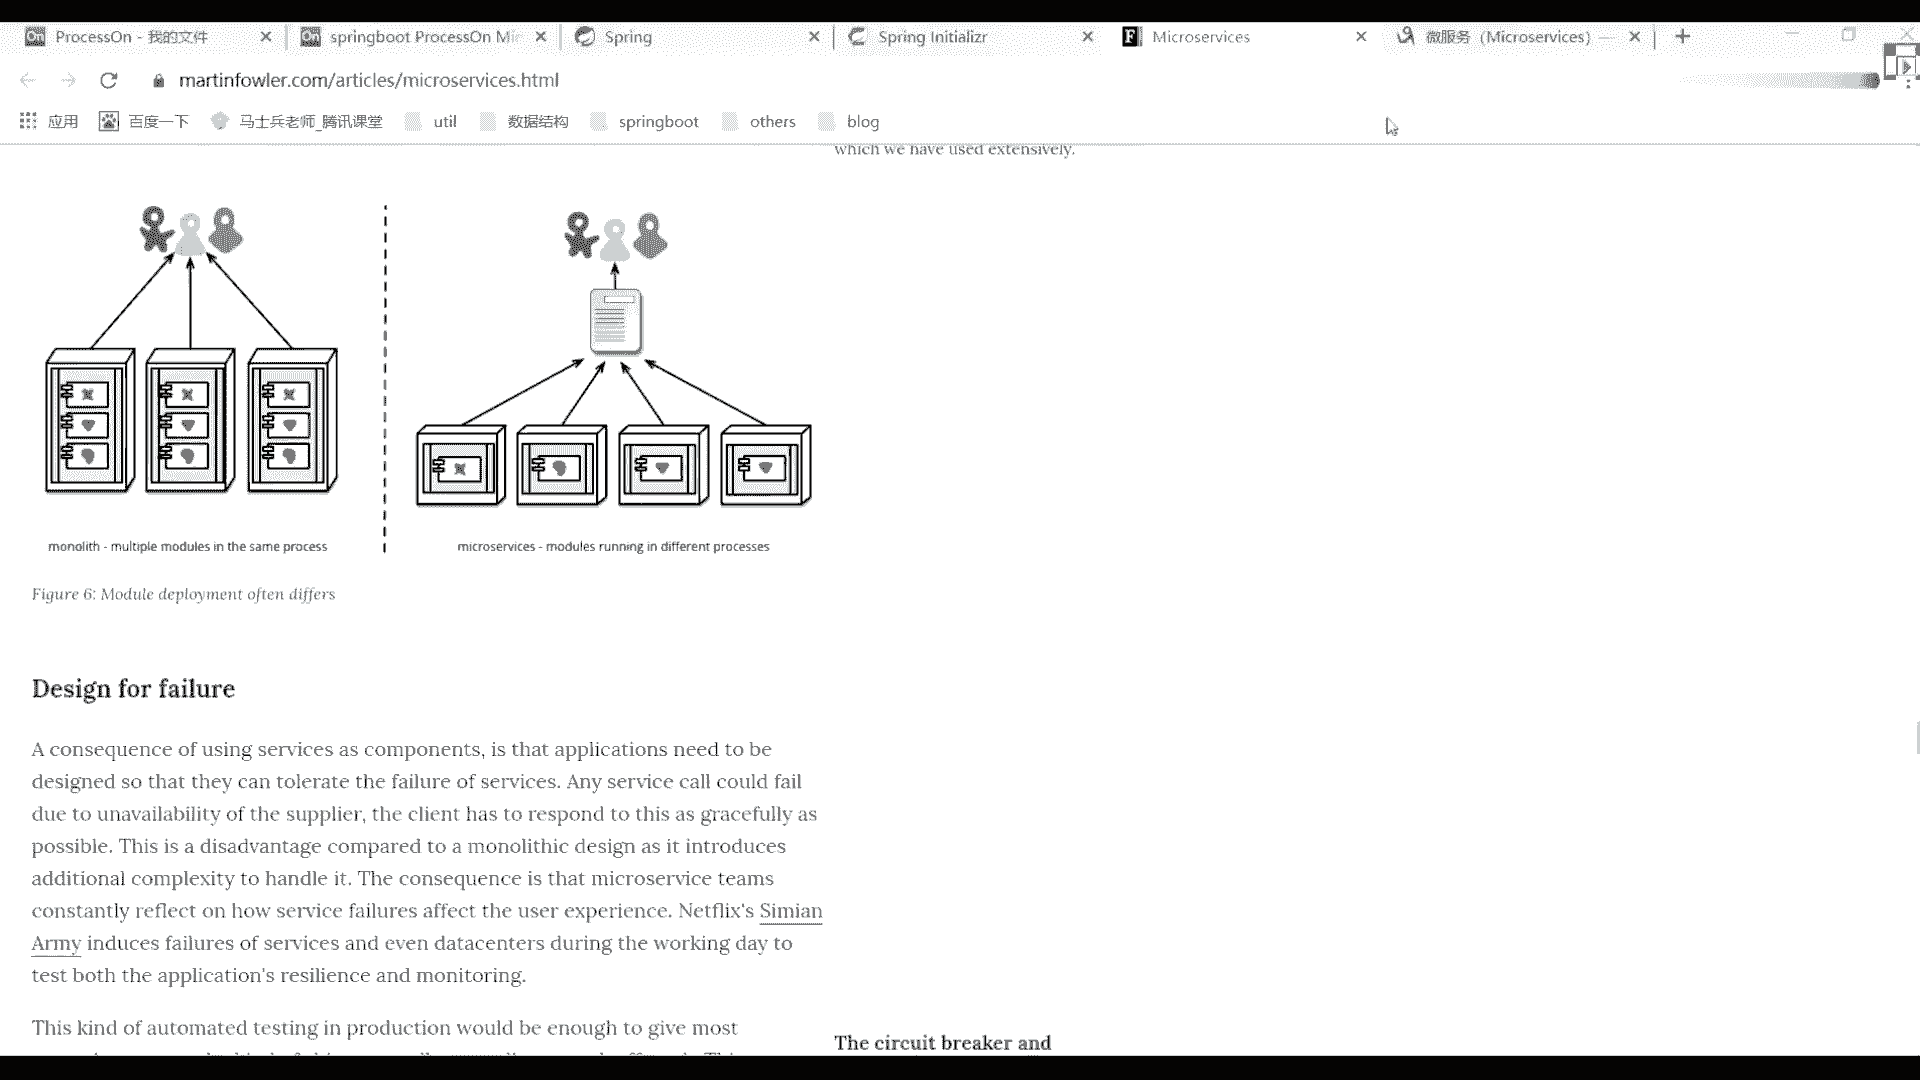 ProcessOn - 我的文件
springboot ProcessOn Min
Spring
Spring Initializr
Microservices
微服务（Microservices）—
martinfowler.com/articles/microservices.html
应用
百度一下
马士兵老师_腾讯课堂
util
数据结构
springboot
others
blog
which we have used extensively.
monolith - multiple modules in the same process
microservices - modules running in different processes
Figure 6: Module deployment often differs
Design for failure
A consequence of using services as components, is that applications need to be
designed so that they can tolerate the failure of services. Any service call could fail
due to unavailability of the supplier, the client has to respond to this as gracefully as
possible. This is a disadvantage compared to a monolithic design as it introduces
additional complexity to handle it. The consequence is that microservice teams
constantly reflect on how service failures affect the user experience. Netflix's Simian
Army induces failures of services and even datacenters during the working day to
test both the application's resilience and monitoring.
This kind of automated testing in production would be enough to give most
The circuit breaker and